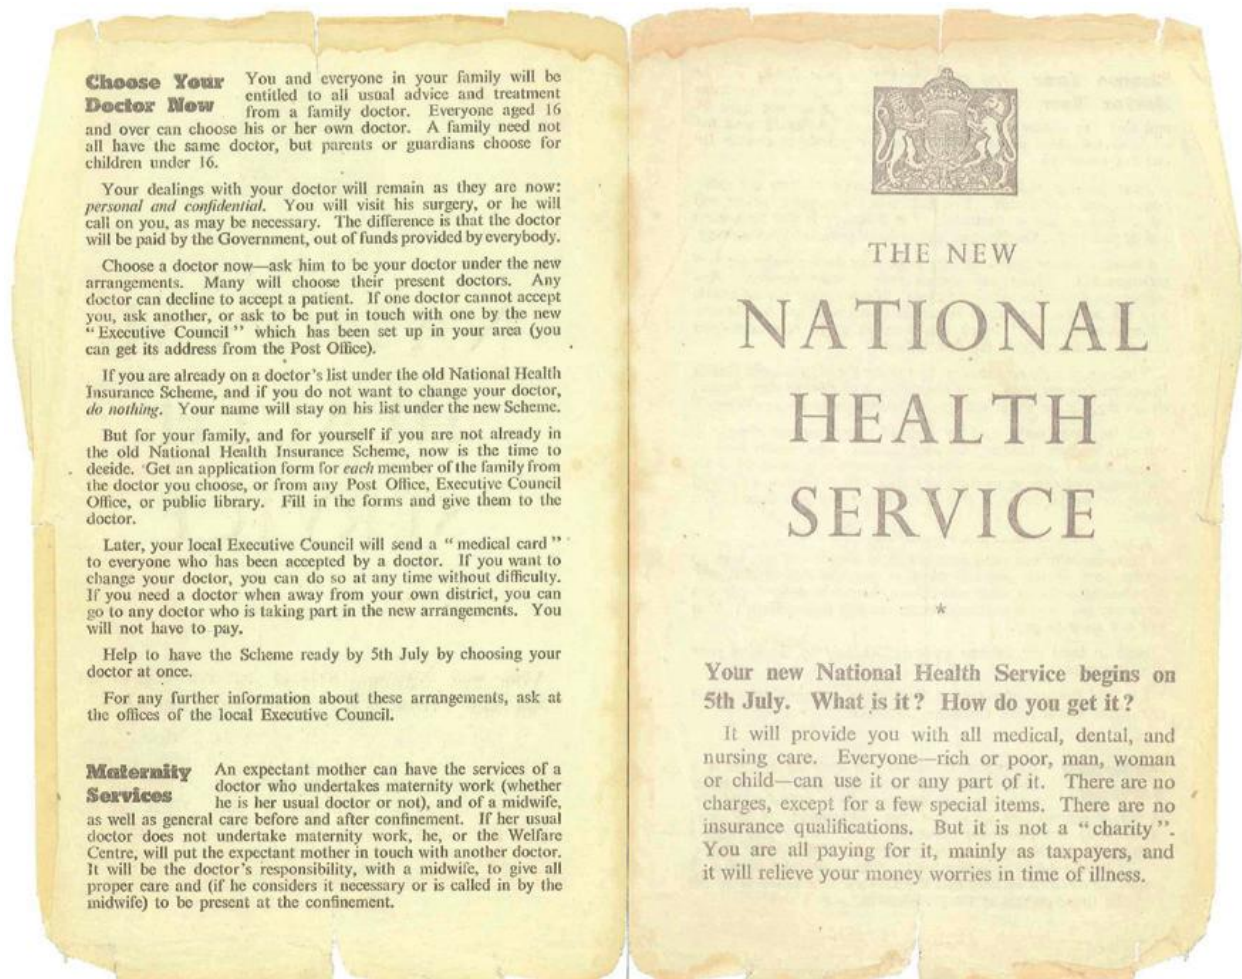 Choose Your Doctor Now You and everyone in your family will be
entitled to all usual advice and treatment
from a family doctor. Everyone aged 16
and over can choose his or her own doctor. A family need not
all have the same doctor, but parents or guardians choose for
children under 16.
Your dealings with your doctor will remain as they are now:
personal and confidential. You will visit his surgery, or he will
call on you, as may be necessary. The difference is that the doctor
will be paid by the Government, out of funds provided by everybody.
Choose a doctor now—ask him to be your doctor under the new
arrangements. Many will choose their present doctors. Any
doctor can decline to accept a patient. If one doctor cannot accept
you, ask another, or ask to be put in touch with one by the new
“Executive Council” which has been set up in your area (you
can get its address from the Post Office).
If you are already on a doctor's list under the old National Health
Insurance Scheme, and if you do not want to change your doctor,
do nothing. Your name will stay on his list under the new Scheme.
But for your family, and for yourself if you are not already in
the old National Health Insurance Scheme, now is the time to
decide. Get an application form for each member of the family from
the doctor you choose, or from any Post Office, Executive Council
Office, or public library. Fill in the forms and give them to the
doctor.
Later, your local Executive Council will send a “medical card”
to everyone who has been accepted by a doctor. If you want to
change your doctor, you can do so at any time without difficulty.
If you need a doctor when away from your own district, you can
go to any doctor who is taking part in the new arrangements. You
will not have to pay.
Help to have the Scheme ready by 5th July by choosing your
doctor at once.
For any further information about these arrangements, ask at
the offices of the local Executive Council.
Maternity Services An expectant mother can have the services of a
doctor who undertakes maternity work (whether
he is her usual doctor or not), and of a midwife,
as well as general care before and after confinement. If her usual
doctor does not undertake maternity work, he, or the Welfare
Centre, will put the expectant mother in touch with another doctor.
It will be the doctor's responsibility, with a midwife, to give all
proper care and (if he considers it necessary or is called in by the
midwife) to be present at the confinement.
THE NEW
NATIONAL
HEALTH
SERVICE
*
Your new National Health Service begins on
5th July. What is it? How do you get it?
It will provide you with all medical, dental, and
nursing care. Everyone—rich or poor, man, woman
or child—can use it or any part of it. There are no
charges, except for a few special items. There are no
insurance qualifications. But it is not a “charity”.
You are all paying for it, mainly as taxpayers, and
it will relieve your money worries in time of illness.